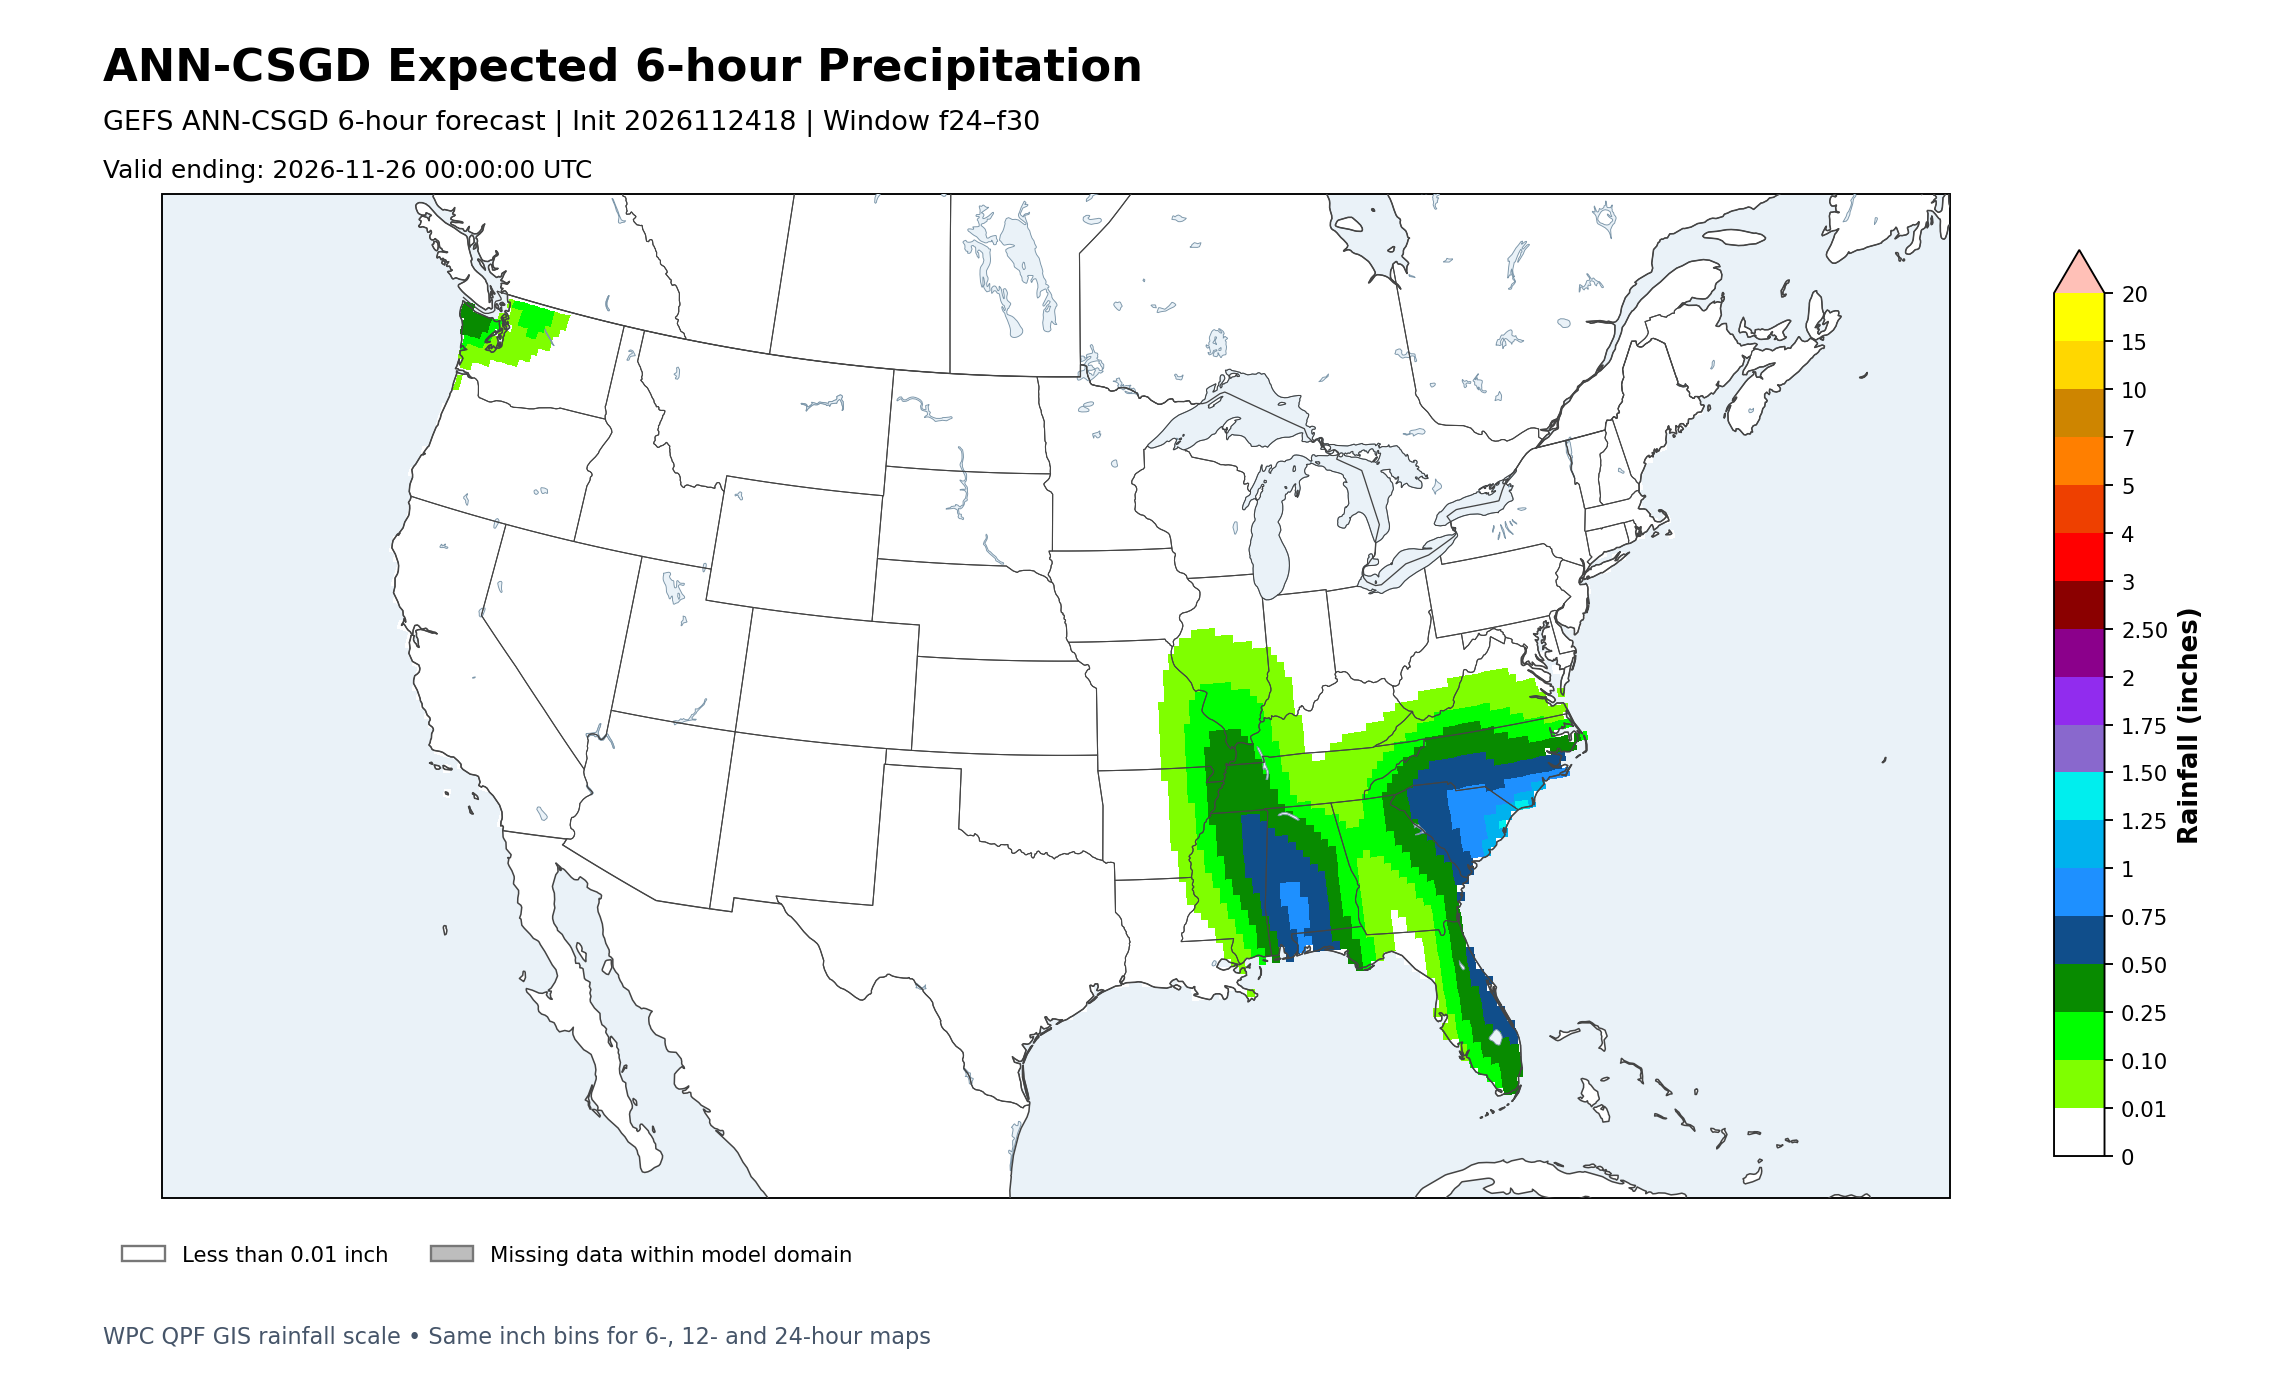 ANN-CSGD Expected 6-hour Precipitation
GEFS ANN-CSGD 6-hour forecast | Init 2026112418 | Window f24–f30
Valid ending: 2026-11-26 00:00:00 UTC
20
15
10
7
5
4
3
2.50
2
1.75
1.50
1.25
1
0.75
0.50
0.25
0.10
0.01
0
Rainfall (inches)
Less than 0.01 inch
Missing data within model domain
WPC QPF GIS rainfall scale • Same inch bins for 6-, 12- and 24-hour maps